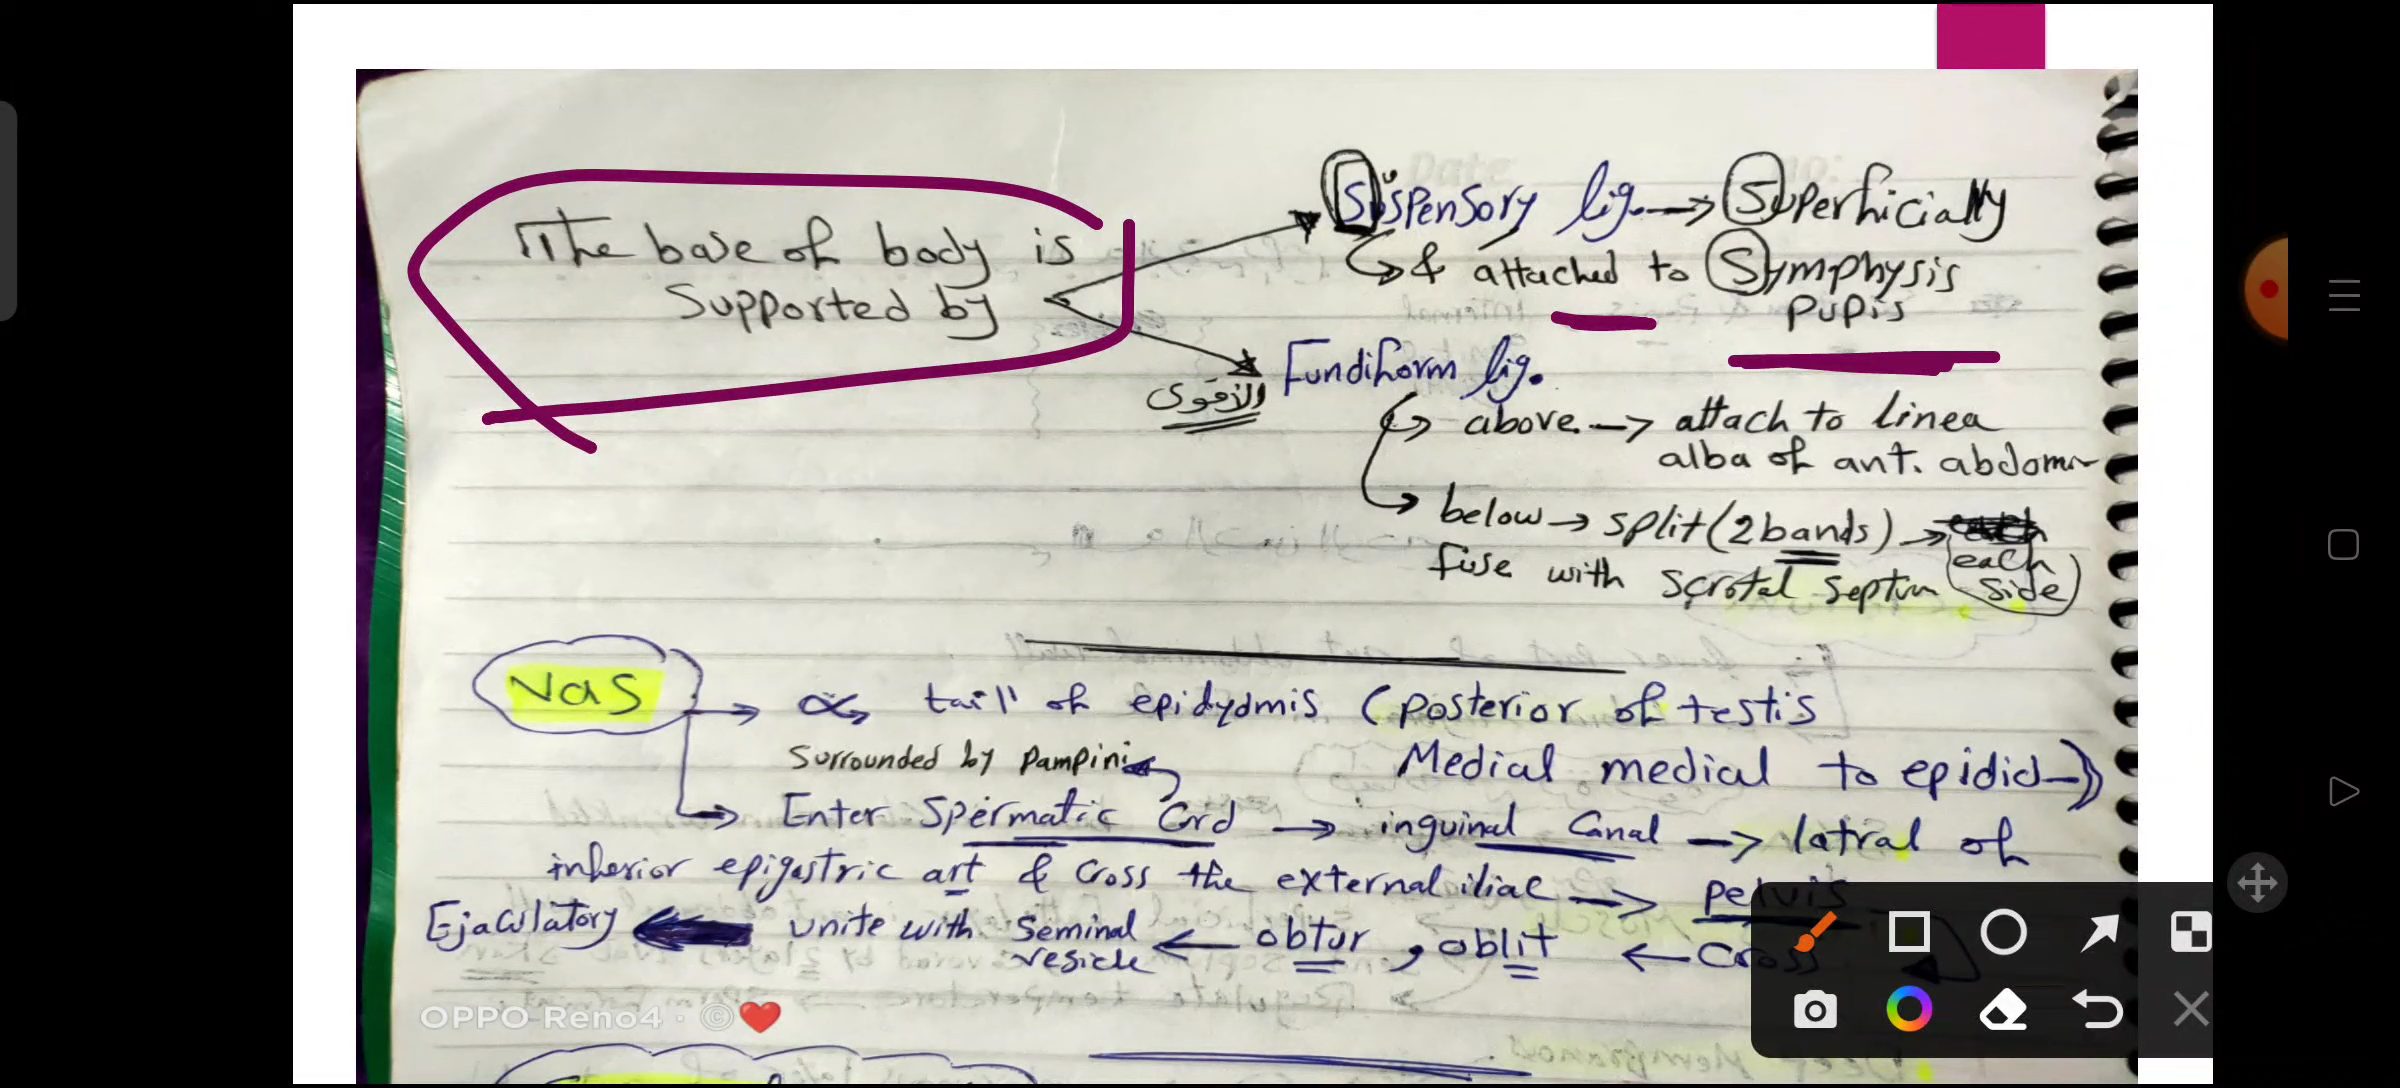 The base of body is
Supported by
Suspensory lig. → Superficially
& attached to Symphysis
pupis
Fundiform lig.
الأقوى
above → attach to linea
alba of ant. abdom
below → split (2 bands) → each side
fuse with scrotal septum
Vas
→ tail of epidydmis (posterior of testis
Medial medial to epidid
Surrounded by pampini
→ Enter Spermatic Cord → inguinal Canal → latral of
inferior epigastric art & Cross the external iliac → pelvis
Ejaculatory ← unite with Seminal vesicle ← obtur , oblit ← Cross
OPPO Reno4 · ©❤